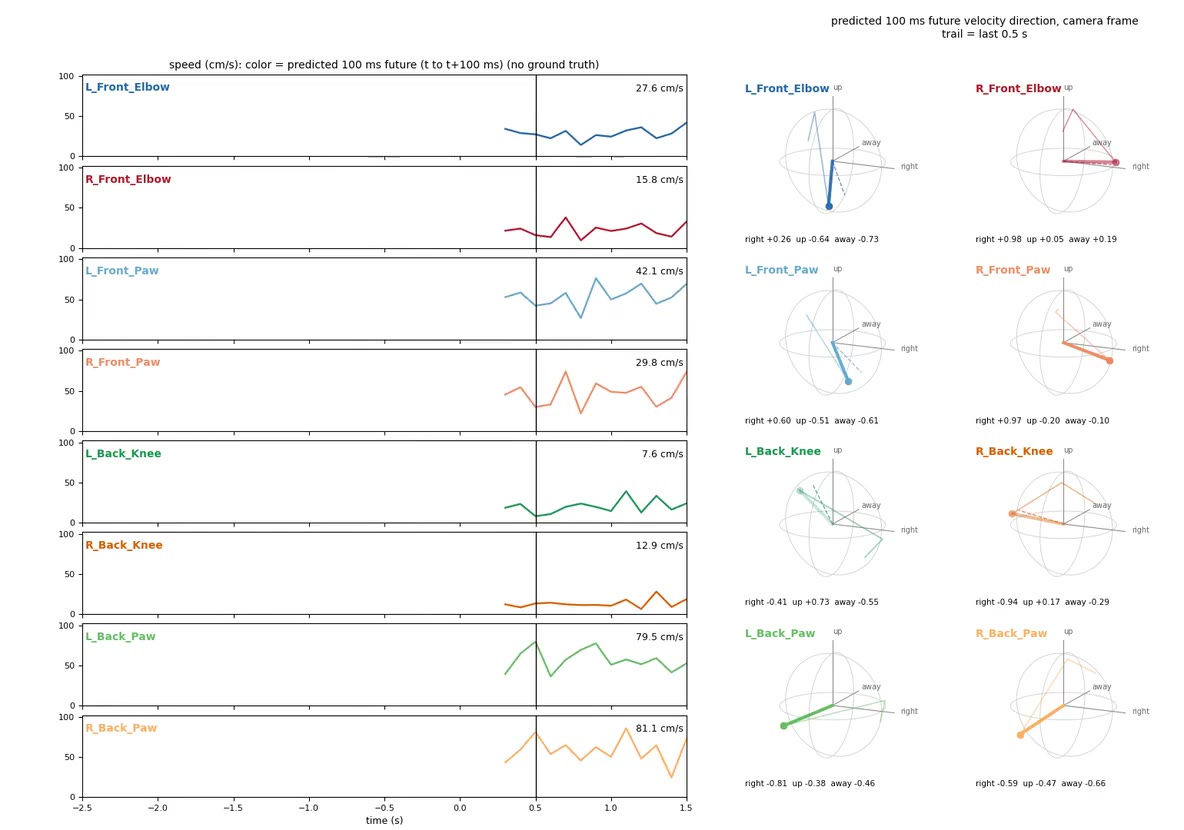 predicted 100 ms future velocity direction, camera frame
trail = last 0.5 s
speed (cm/s): color = predicted 100 ms future (t to t+100 ms) (no ground truth)
100
50
0
L_Front_Elbow
27.6 cm/s
100
50
0
R_Front_Elbow
15.8 cm/s
100
50
0
L_Front_Paw
42.1 cm/s
100
50
0
R_Front_Paw
29.8 cm/s
100
50
0
L_Back_Knee
7.6 cm/s
100
50
0
R_Back_Knee
12.9 cm/s
100
50
0
L_Back_Paw
79.5 cm/s
100
50
0
R_Back_Paw
81.1 cm/s
−2.5 −2.0 −1.5 −1.0 −0.5 0.0 0.5 1.0 1.5
time (s)
L_Front_Elbow
up
away
right
right +0.26 up -0.64 away -0.73
R_Front_Elbow
up
away
right
right +0.98 up +0.05 away +0.19
L_Front_Paw
up
away
right
right +0.60 up -0.51 away -0.61
R_Front_Paw
up
away
right
right +0.97 up -0.20 away -0.10
L_Back_Knee
up
away
right
right -0.41 up +0.73 away -0.55
R_Back_Knee
up
away
right
right -0.94 up +0.17 away -0.29
L_Back_Paw
up
away
right
right -0.81 up -0.38 away -0.46
R_Back_Paw
up
away
right
right -0.59 up -0.47 away -0.66